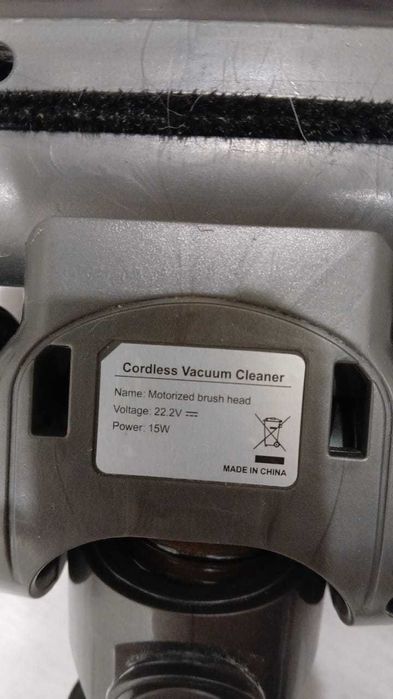 Cordless Vacuum Cleaner
Name: Motorized brush head
Voltage: 22.2V ⎓
Power: 15W
MADE IN CHINA